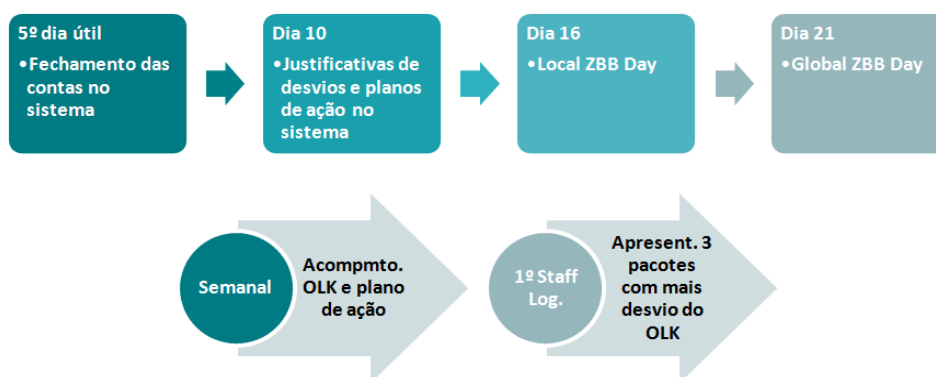 5º dia útil
•Fechamento das
contas no
sistema
Dia 10
•Justificativas de
desvios e planos
de ação no
sistema
Dia 16
•Local ZBB Day
Dia 21
•Global ZBB Day
Semanal
Acompmto.
OLK e plano
de ação
1º Staff
Log.
Apresent. 3
pacotes
com mais
desvio do
OLK